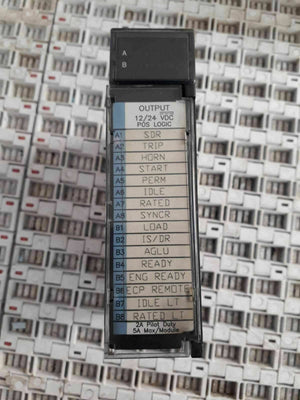 A
B
OUTPUT
12/24 VDC
POS LOGIC
A1 SDR
A2 TRIP
A3 HORN
A4 START
A5 PERM
A6 IDLE
A7 RATED
A8 SYNCR
B1 LOAD
B2 IS/DR
B3 AGLU
B4 READY
B5 ENG READY
B6 ECP REMOTE
B7 IDLE LT
B8 RATED LT
2A Pilot Duty
5A Max/Module